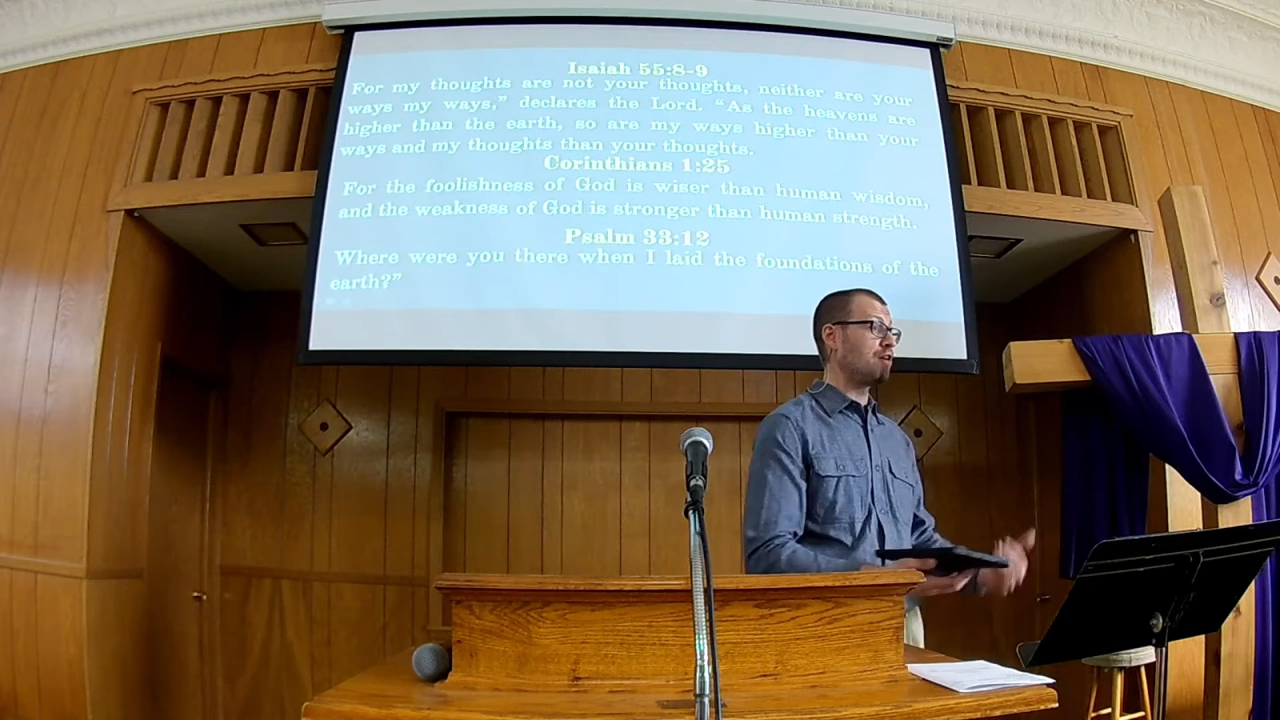 Isaiah 55:8-9
For my thoughts are not your thoughts, neither are your
ways my ways,” declares the Lord. “As the heavens are
higher than the earth, so are my ways higher than your
ways and my thoughts than your thoughts.
Corinthians 1:25
For the foolishness of God is wiser than human wisdom,
and the weakness of God is stronger than human strength.
Psalm 33:12
Where were you there when I laid the foundations of the
earth?”